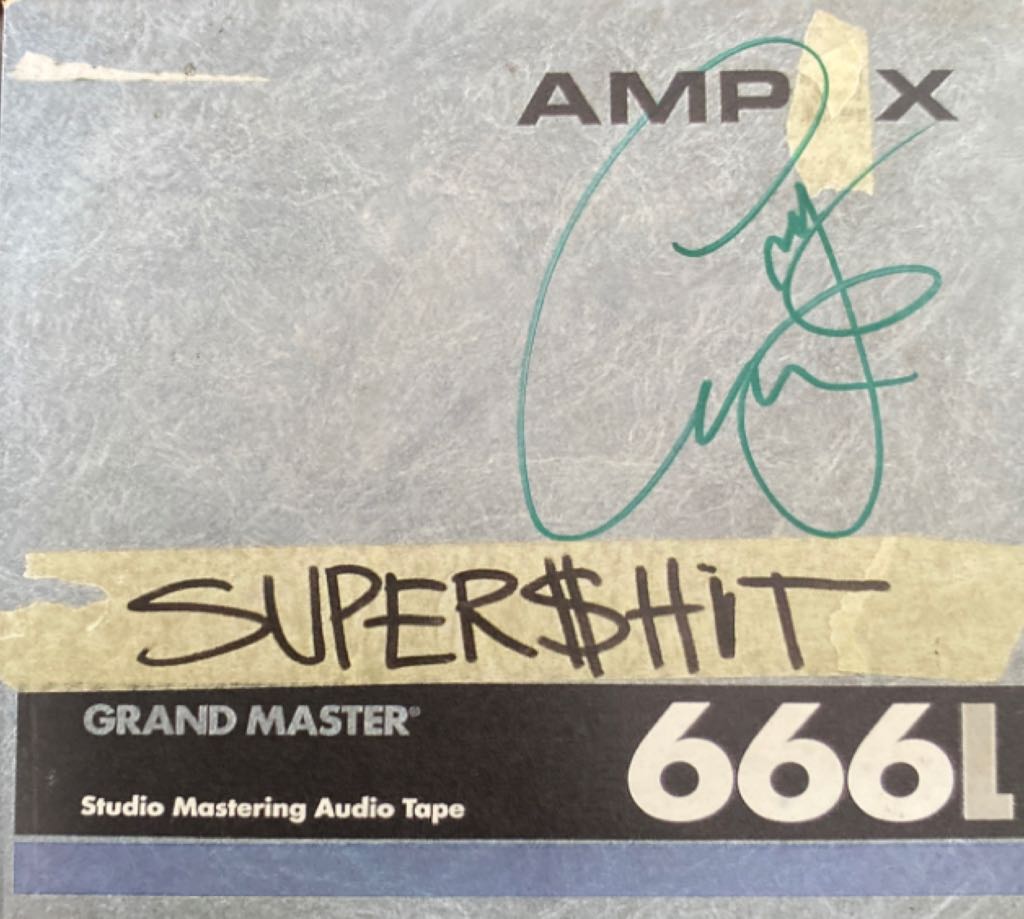 AMP X
SUPER$HiT
GRAND MASTER®
666L
Studio Mastering Audio Tape